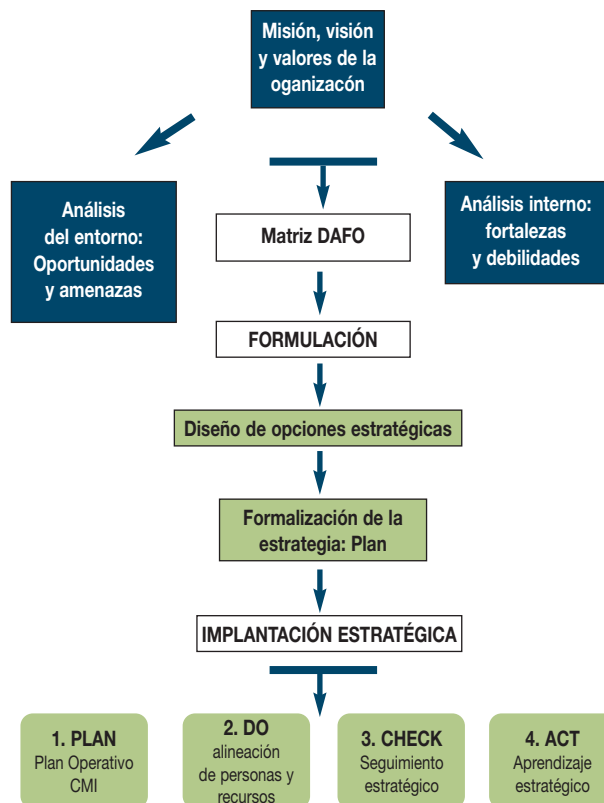 Misión, visión
y valores de la
oganizacón
Análisis
del entorno:
Oportunidades
y amenazas
Análisis interno:
fortalezas
y debilidades
Matriz DAFO
FORMULACIÓN
Diseño de opciones estratégicas
Formalización de la
estrategia: Plan
IMPLANTACIÓN ESTRATÉGICA
1. PLAN
Plan Operativo
CMI
2. DO
alineación
de personas y
recursos
3. CHECK
Seguimiento
estratégico
4. ACT
Aprendizaje
estratégico